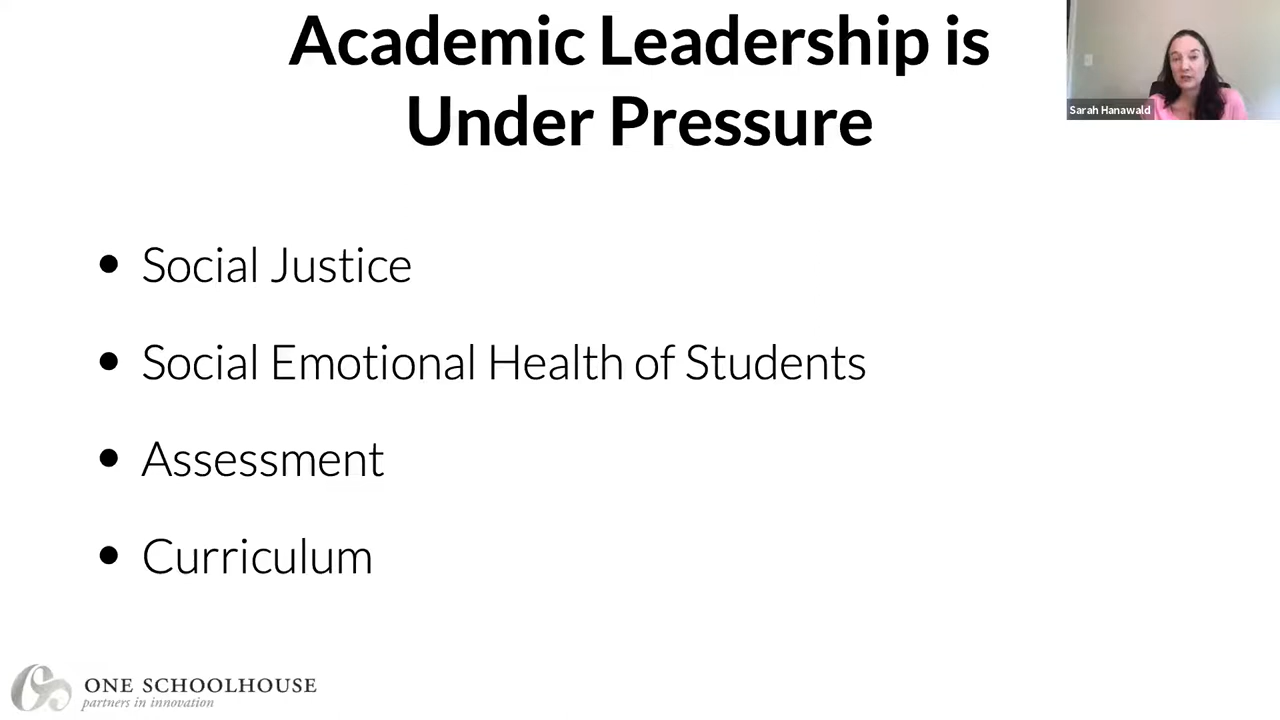 Academic Leadership is
Under Pressure
Sarah Hanawald
• Social Justice
• Social Emotional Health of Students
• Assessment
• Curriculum
ONE SCHOOLHOUSE
partners in innovation